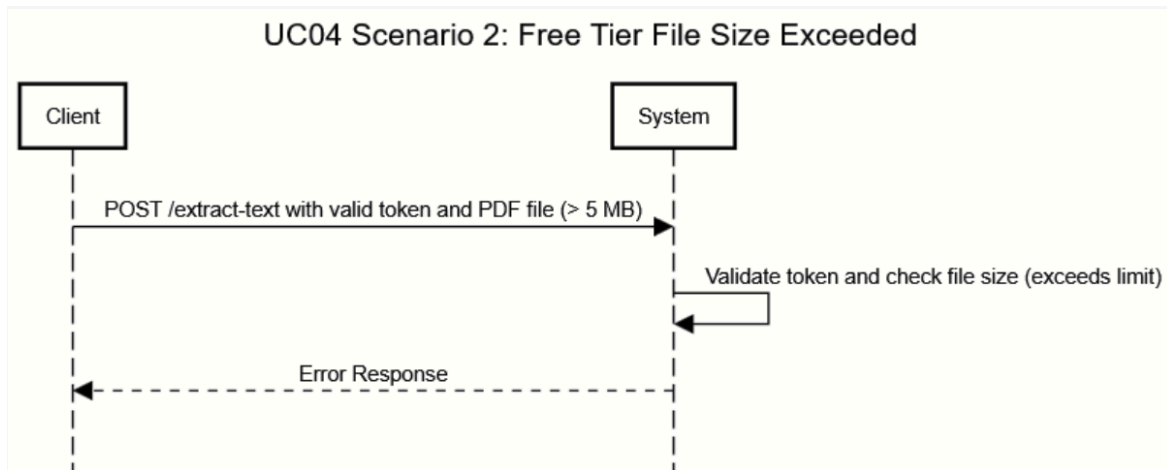 UC04 Scenario 2: Free Tier File Size Exceeded
Client
System
POST /extract-text with valid token and PDF file (> 5 MB)
Validate token and check file size (exceeds limit)
Error Response